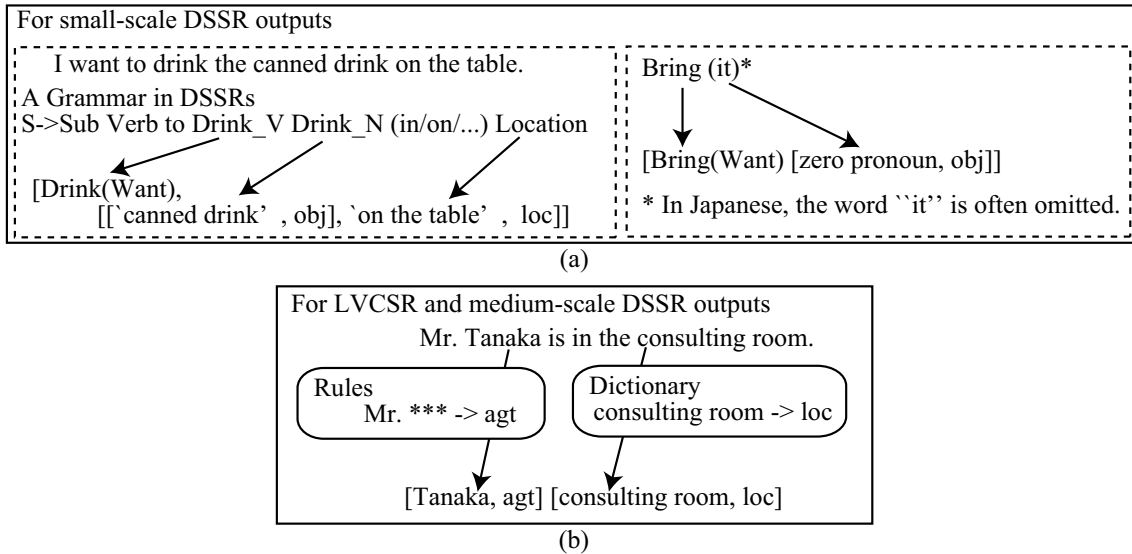 For small-scale DSSR outputs
I want to drink the canned drink on the table.
A Grammar in DSSRs
S->Sub Verb to Drink_V Drink_N (in/on/...) Location
[Drink(Want),
[[`canned drink' , obj], `on the table' , loc]]
Bring (it)*
[Bring(Want) [zero pronoun, obj]]
* In Japanese, the word ``it'' is often omitted.
(a)
For LVCSR and medium-scale DSSR outputs
Mr. Tanaka is in the consulting room.
Rules
Mr. *** -> agt
Dictionary
consulting room -> loc
[Tanaka, agt] [consulting room, loc]
(b)